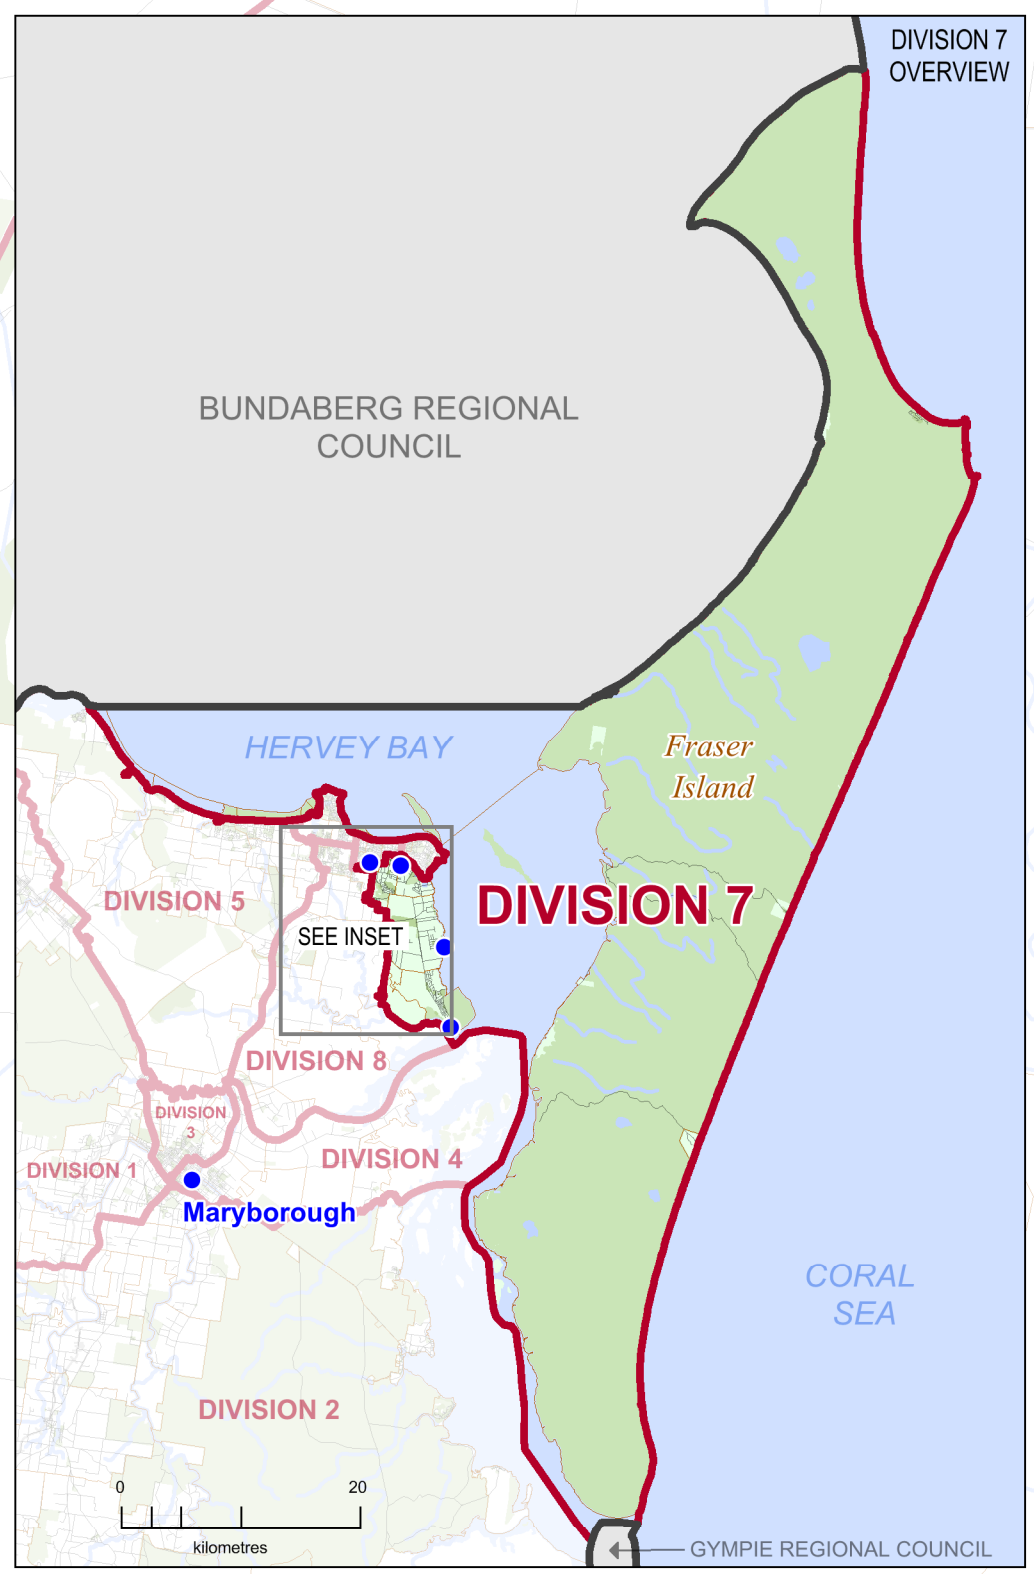 DIVISION 7
OVERVIEW
BUNDABERG REGIONAL
COUNCIL
HERVEY BAY
Fraser
Island
DIVISION 5
DIVISION 7
SEE INSET
DIVISION 8
DIVISION
3
DIVISION 1
DIVISION 4
Maryborough
CORAL
SEA
DIVISION 2
0
20
kilometres
GYMPIE REGIONAL COUNCIL